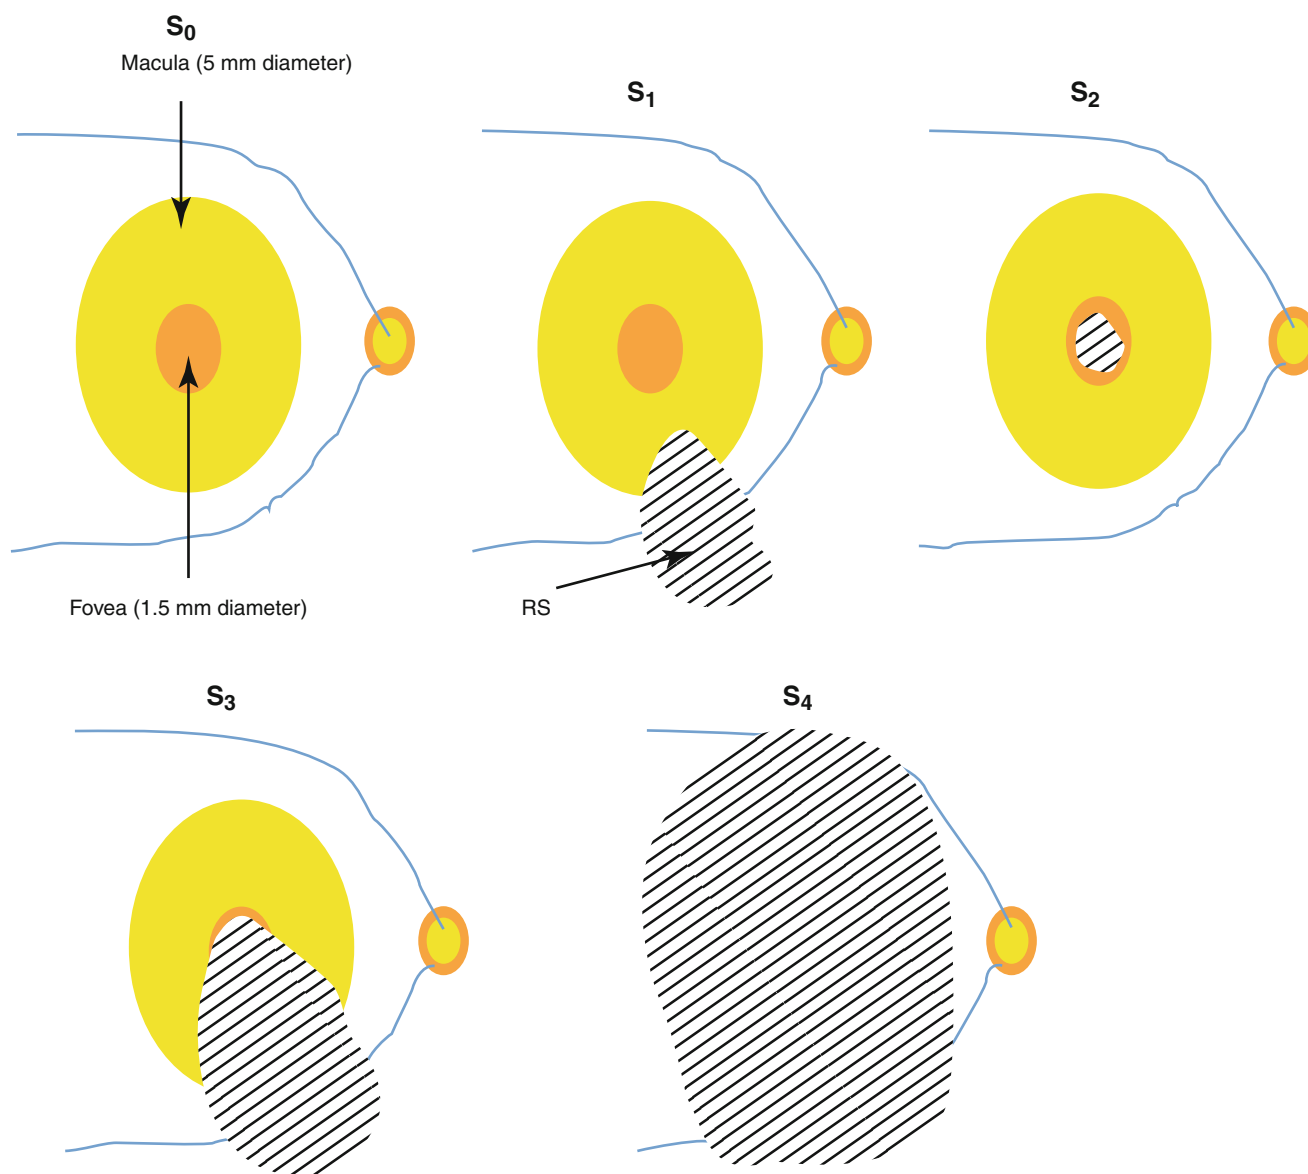 S0
Macula (5 mm diameter)
S1
S2
Fovea (1.5 mm diameter)
RS
S3
S4